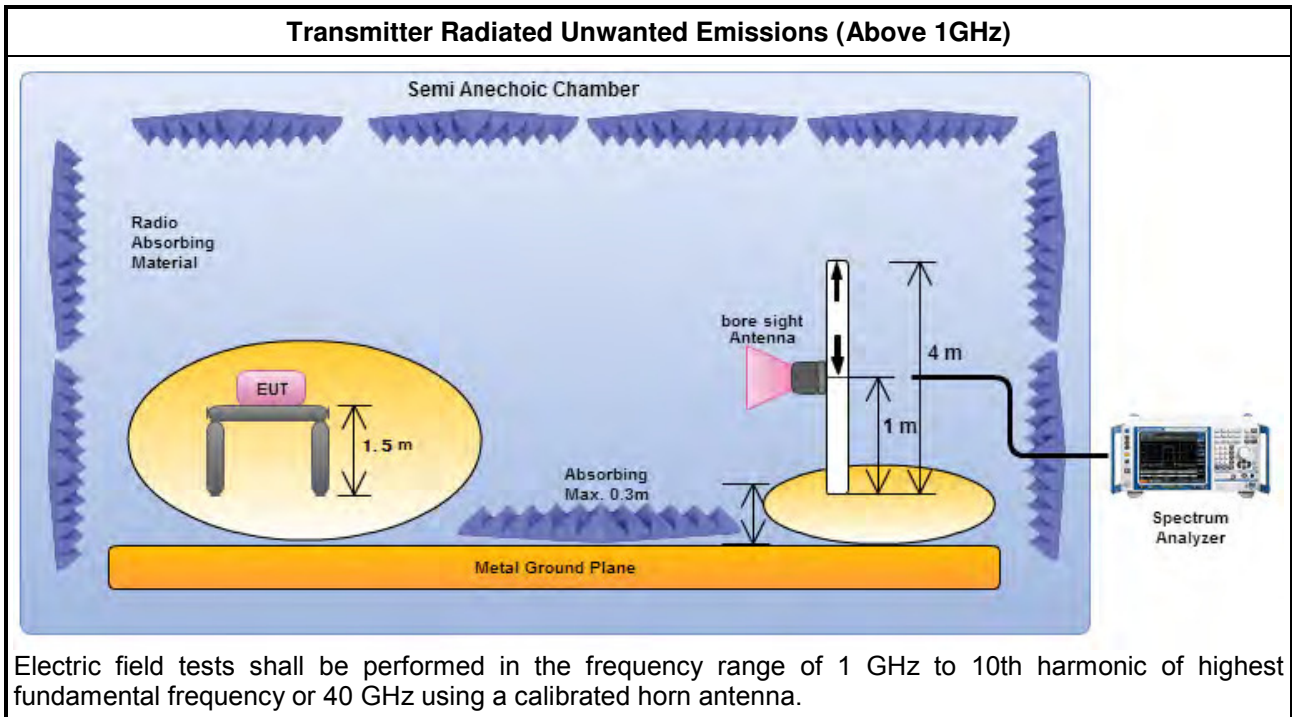 Transmitter Radiated Unwanted Emissions (Above 1GHz)
Semi Anechoic Chamber
Radio
Absorbing
Material
bore sight
Antenna
4 m
EUT
1.5 m
1 m
Absorbing
Max. 0.3m
Spectrum
Analyzer
Metal Ground Plane
Electric field tests shall be performed in the frequency range of 1 GHz to 10th harmonic of highest
fundamental frequency or 40 GHz using a calibrated horn antenna.